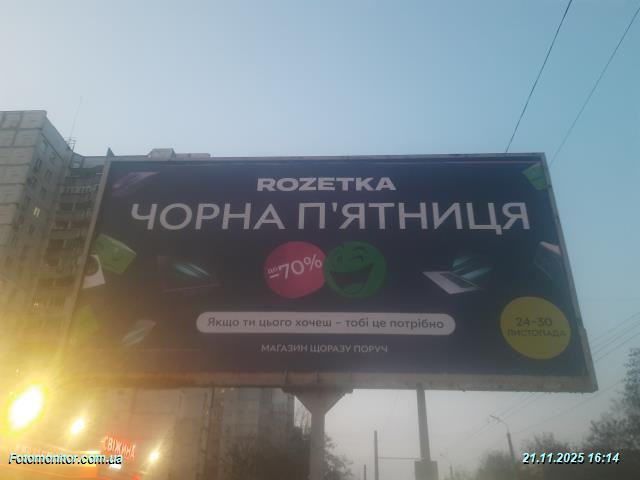 ROZETKA
ЧОРНА П'ЯТНИЦЯ
до
-70%
Якщо ти цього хочеш – тобі це потрібно
24–30
ЛИСТОПАДА
МАГАЗИН ЩОРАЗУ ПОРУЧ
СВІЖИНА
Fotomonitor.com.ua
21.11.2025 16:14